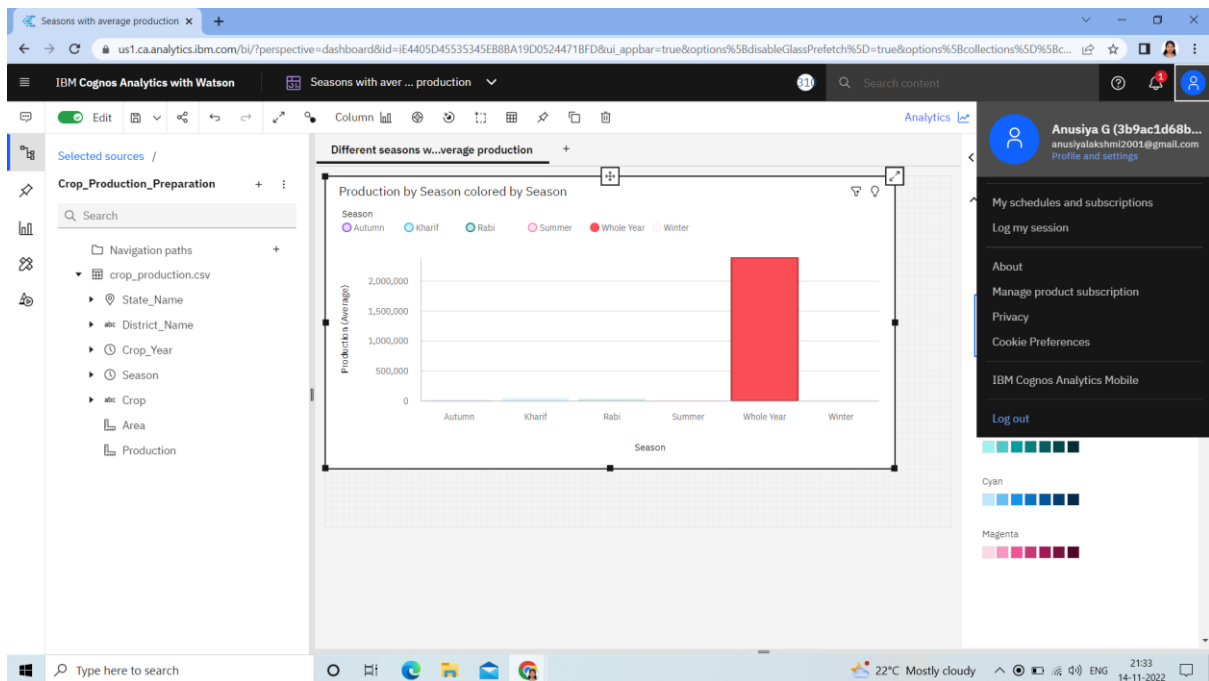 Seasons with average production
us1.ca.analytics.ibm.com/bi/?perspective=dashboard&id=iE4405D45535345EB8BA19D0524471BFD&ui_appbar=true&options%5BdisableGlassPrefetch%5D=true&options%5Bcollections%5D%5Bc...
IBM Cognos Analytics with Watson
Seasons with aver ... production
Search content
1
Edit
Column
Analytics
Selected sources /
Crop_Production_Preparation
Search
Navigation paths
crop_production.csv
State_Name
abc District_Name
Crop_Year
Season
abc Crop
Area
Production
Different seasons w...verage production
Production by Season colored by Season
Season
Autumn Kharif Rabi Summer Whole Year Winter
Production (Average)
2,000,000
1,500,000
1,000,000
500,000
0
Autumn Kharif Rabi Summer Whole Year Winter
Season
Anusiya G (3b9ac1d68b...
anusiyalakshmi2001@gmail.com
Profile and settings
My schedules and subscriptions
Log my session
About
Manage product subscription
Privacy
Cookie Preferences
IBM Cognos Analytics Mobile
Log out
Cyan
Magenta
Type here to search
22°C Mostly cloudy
ENG
21:33
14-11-2022